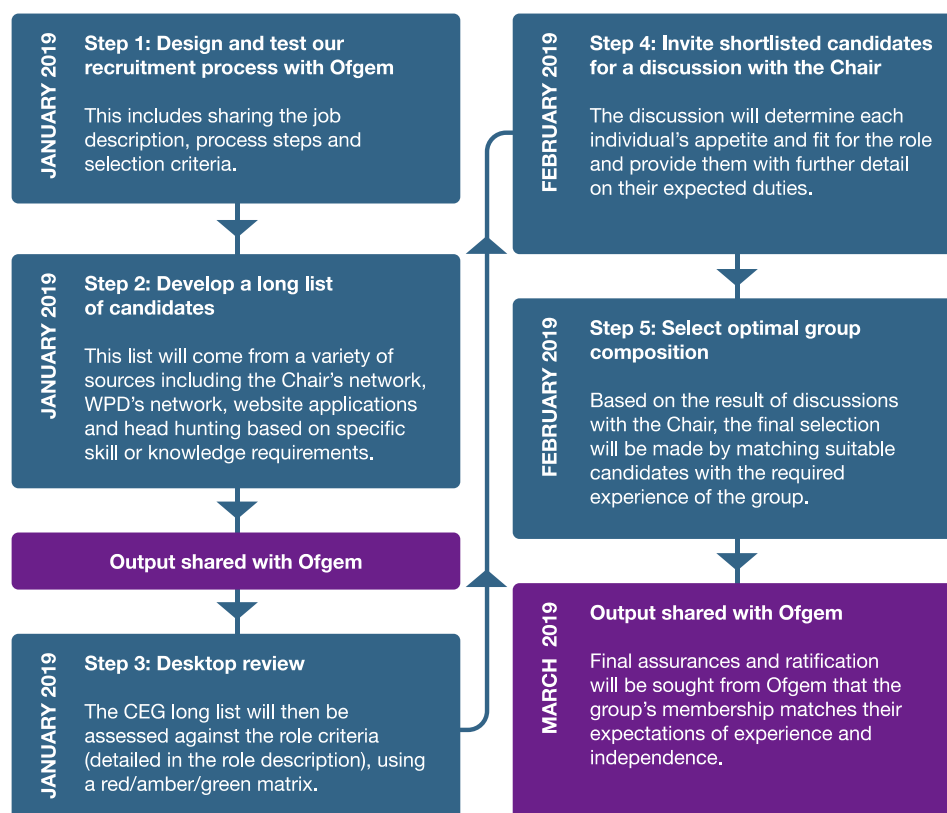 JANUARY 2019
Step 1: Design and test our
recruitment process with Ofgem
This includes sharing the job
description, process steps and
selection criteria.
JANUARY 2019
Step 2: Develop a long list
of candidates
This list will come from a variety of
sources including the Chair’s network,
WPD’s network, website applications
and head hunting based on specific
skill or knowledge requirements.
Output shared with Ofgem
JANUARY 2019
Step 3: Desktop review
The CEG long list will then be
assessed against the role criteria
(detailed in the role description), using
a red/amber/green matrix.
FEBRUARY 2019
Step 4: Invite shortlisted candidates
for a discussion with the Chair
The discussion will determine each
individual’s appetite and fit for the role
and provide them with further detail
on their expected duties.
FEBRUARY 2019
Step 5: Select optimal group
composition
Based on the result of discussions
with the Chair, the final selection
will be made by matching suitable
candidates with the required
experience of the group.
MARCH 2019
Output shared with Ofgem
Final assurances and ratification
will be sought from Ofgem that the
group’s membership matches their
expectations of experience and
independence.